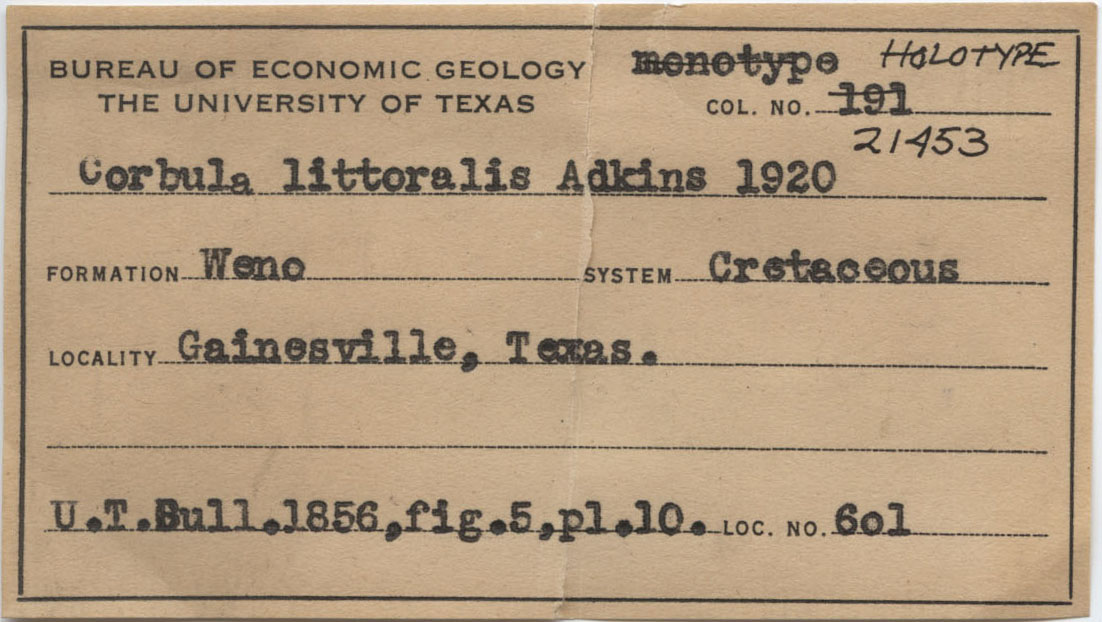 monotype HOLOTYPE
BUREAU OF ECONOMIC GEOLOGY
THE UNIVERSITY OF TEXAS
COL. NO. 191
21453
Corbula littoralis Adkins 1920
FORMATION Weno SYSTEM Cretaceous
LOCALITY Gainesville, Texas.
U.T.Bull.1856,fig.5,pl.10. LOC. NO. 6o1